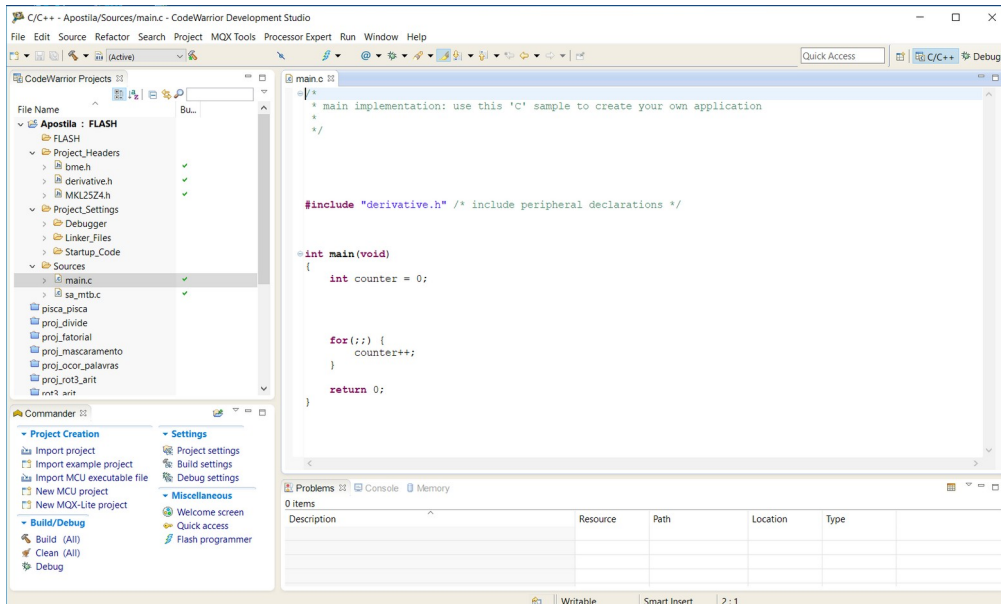 C/C++ - Apostila/Sources/main.c - CodeWarrior Development Studio
File Edit Source Refactor Search Project MQX Tools Processor Expert Run Window Help
(Active)
Quick Access
C/C++
Debug
CodeWarrior Projects
File Name Bu...
Apostila : FLASH
FLASH
Project_Headers
bme.h
derivative.h
MKL25Z4.h
Project_Settings
Debugger
Linker_Files
Startup_Code
Sources
main.c
sa_mtb.c
pisca_pisca
proj_divide
proj_fatorial
proj_mascaramento
proj_ocor_palavras
proj_rot3_arit
rot3_arit
Commander
Project Creation
Import project
Import example project
Import MCU executable file
New MCU project
New MQX-Lite project
Build/Debug
Build (All)
Clean (All)
Debug
Settings
Project settings
Build settings
Debug settings
Miscellaneous
Welcome screen
Quick access
Flash programmer
main.c
/*
* main implementation: use this 'C' sample to create your own application
*
*/
#include "derivative.h" /* include peripheral declarations */
int main(void)
{
int counter = 0;
for(;;) {
counter++;
}
return 0;
}
Problems Console Memory
0 items
Description Resource Path Location Type
Writable Smart Insert 2 : 1